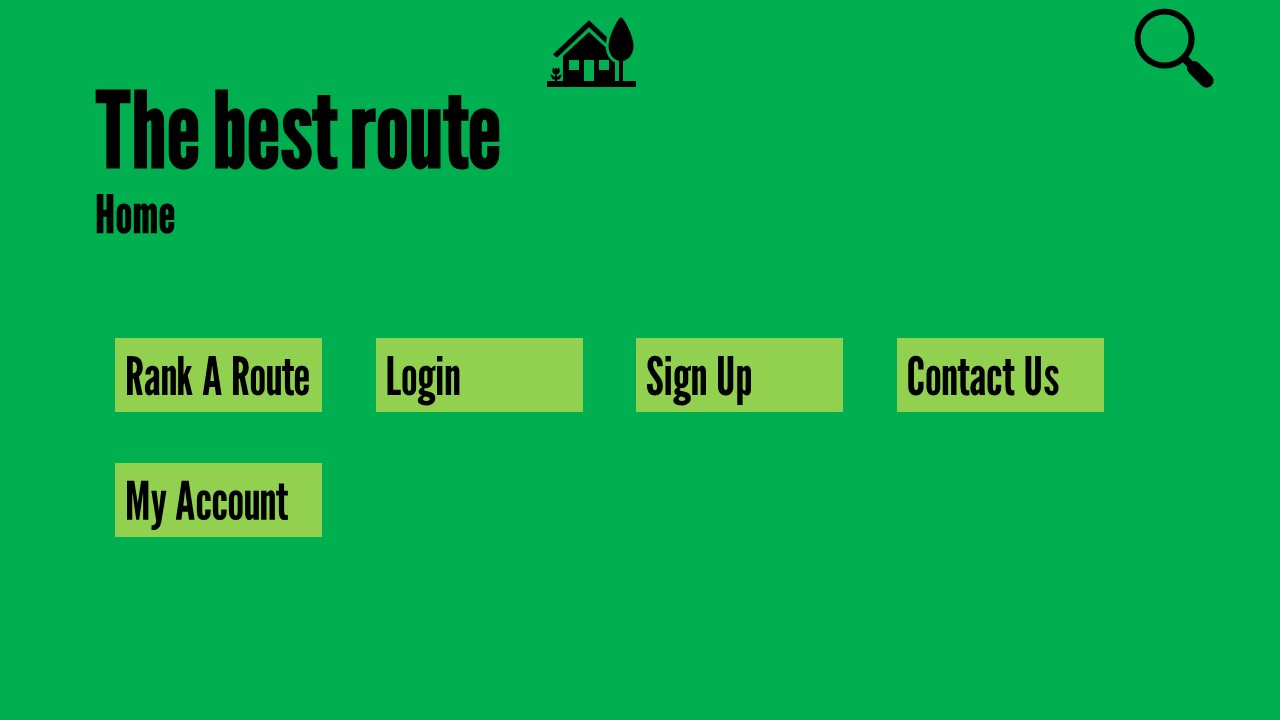 The best route
Home
Rank A Route
Login
Sign Up
Contact Us
My Account